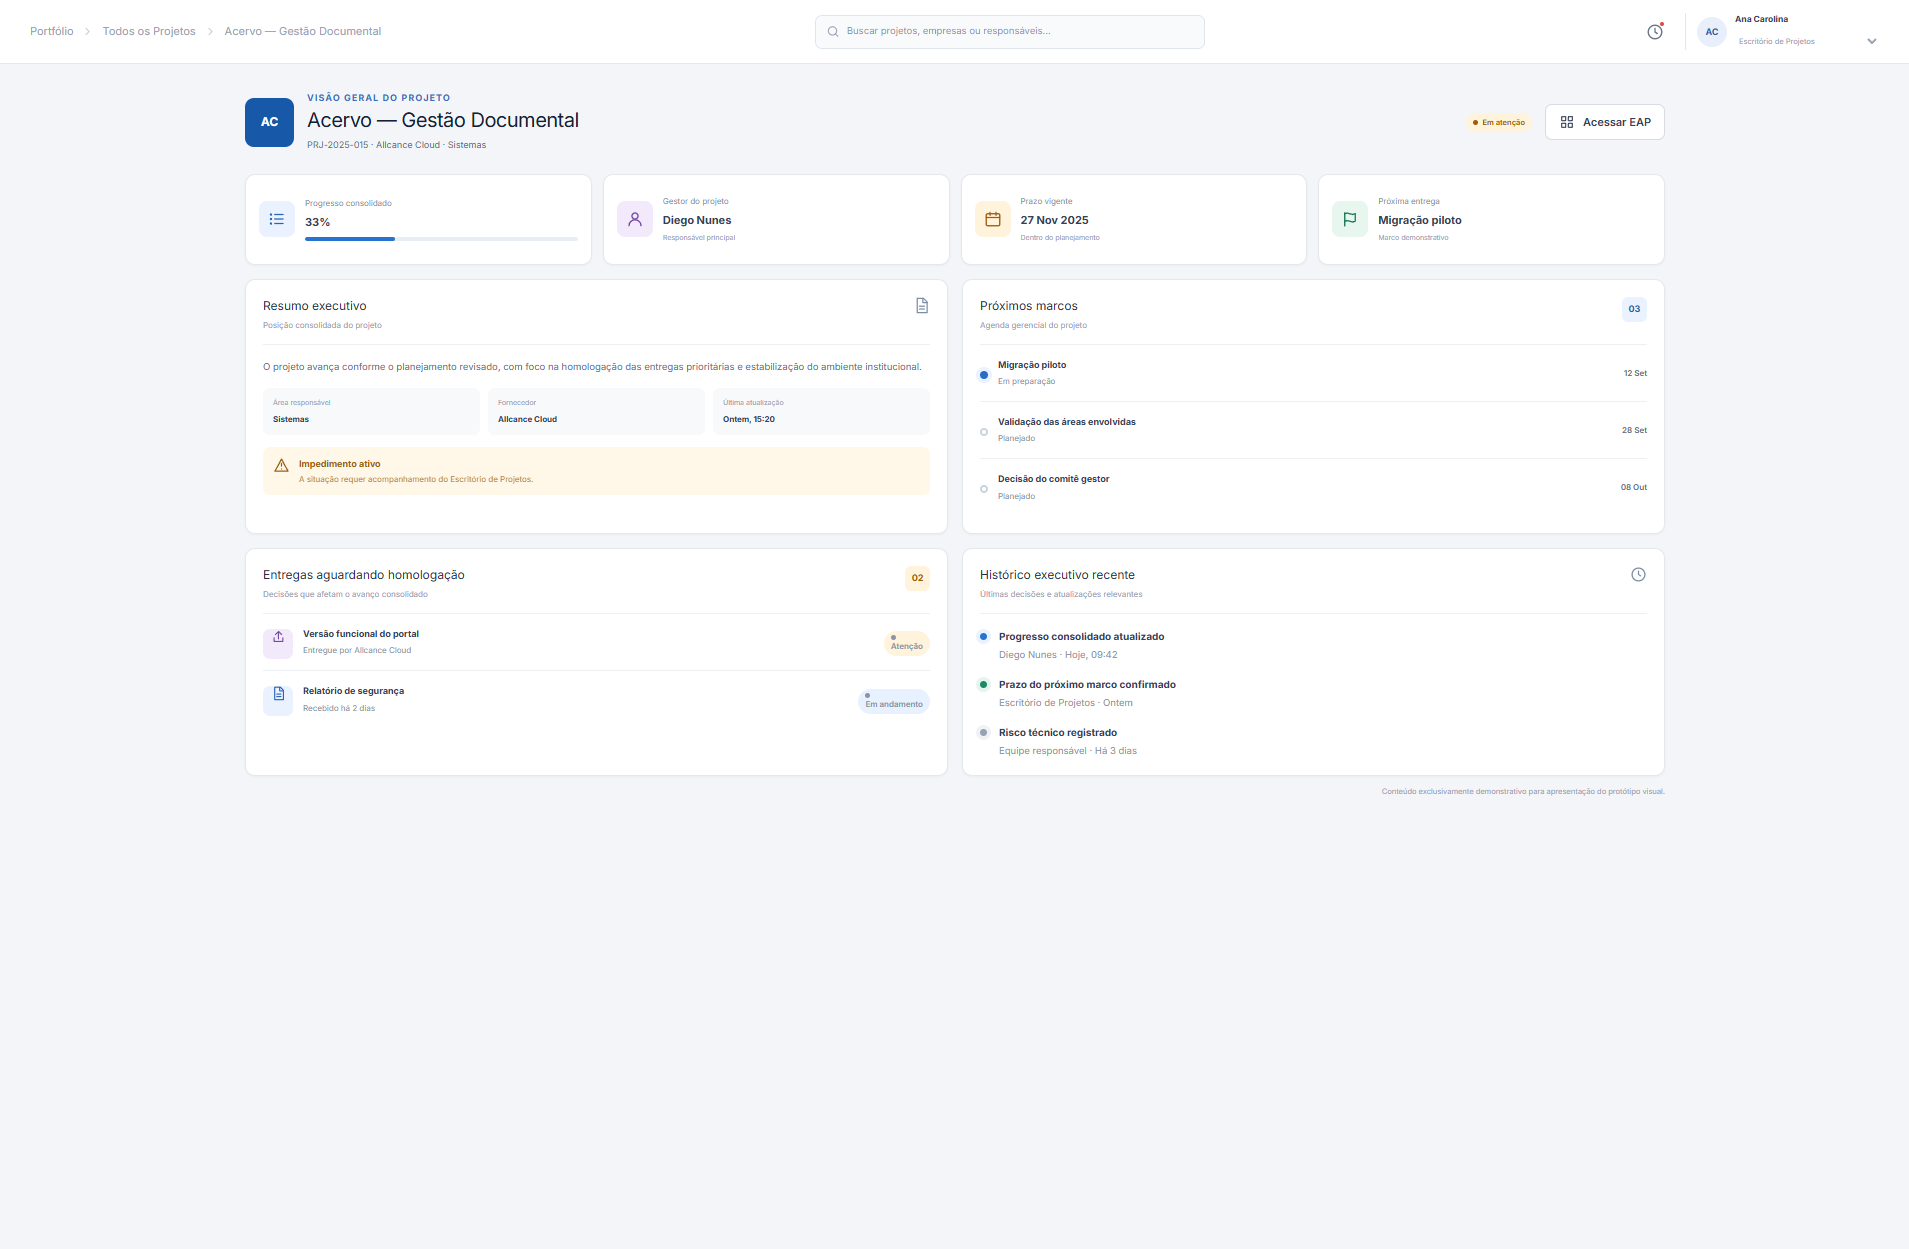 Portfólio > Todos os Projetos > Acervo — Gestão Documental
Buscar projetos, empresas ou responsáveis...
AC
Ana Carolina
Escritório de Projetos
AC
VISÃO GERAL DO PROJETO
Acervo — Gestão Documental
PRJ-2025-015 · Allcance Cloud · Sistemas
Em atenção
Acessar EAP
Progresso consolidado
33%
Gestor do projeto
Diego Nunes
Responsável principal
Prazo vigente
27 Nov 2025
Dentro do planejamento
Próxima entrega
Migração piloto
Marco demonstrativo
Resumo executivo
Posição consolidada do projeto
O projeto avança conforme o planejamento revisado, com foco na homologação das entregas prioritárias e estabilização do ambiente institucional.
Área responsável
Sistemas
Fornecedor
Allcance Cloud
Última atualização
Ontem, 15:20
Impedimento ativo
A situação requer acompanhamento do Escritório de Projetos.
Próximos marcos
Agenda gerencial do projeto
03
Migração piloto
Em preparação
12 Set
Validação das áreas envolvidas
Planejado
28 Set
Decisão do comitê gestor
Planejado
08 Out
Entregas aguardando homologação
Decisões que afetam o avanço consolidado
02
Versão funcional do portal
Entregue por Allcance Cloud
Atenção
Relatório de segurança
Recebido há 2 dias
Em andamento
Histórico executivo recente
Últimas decisões e atualizações relevantes
Progresso consolidado atualizado
Diego Nunes · Hoje, 09:42
Prazo do próximo marco confirmado
Escritório de Projetos · Ontem
Risco técnico registrado
Equipe responsável · Há 3 dias
Conteúdo exclusivamente demonstrativo para apresentação do protótipo visual.